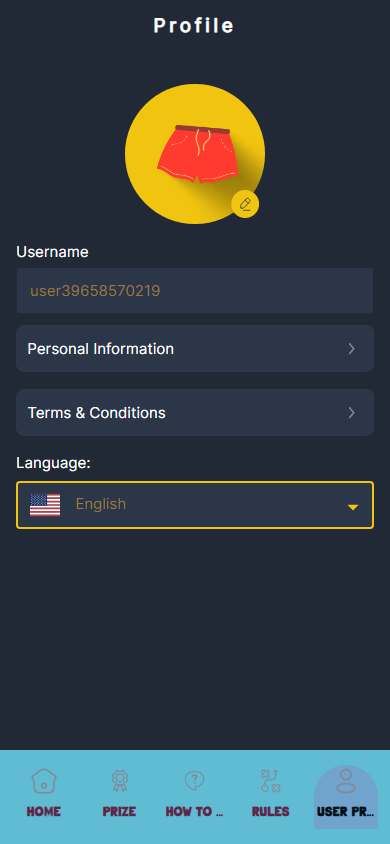 Profile
Username
user39658570219
Personal Information
Terms & Conditions
Language:
English
HOME
PRIZE
HOW TO ...
RULES
USER PR...